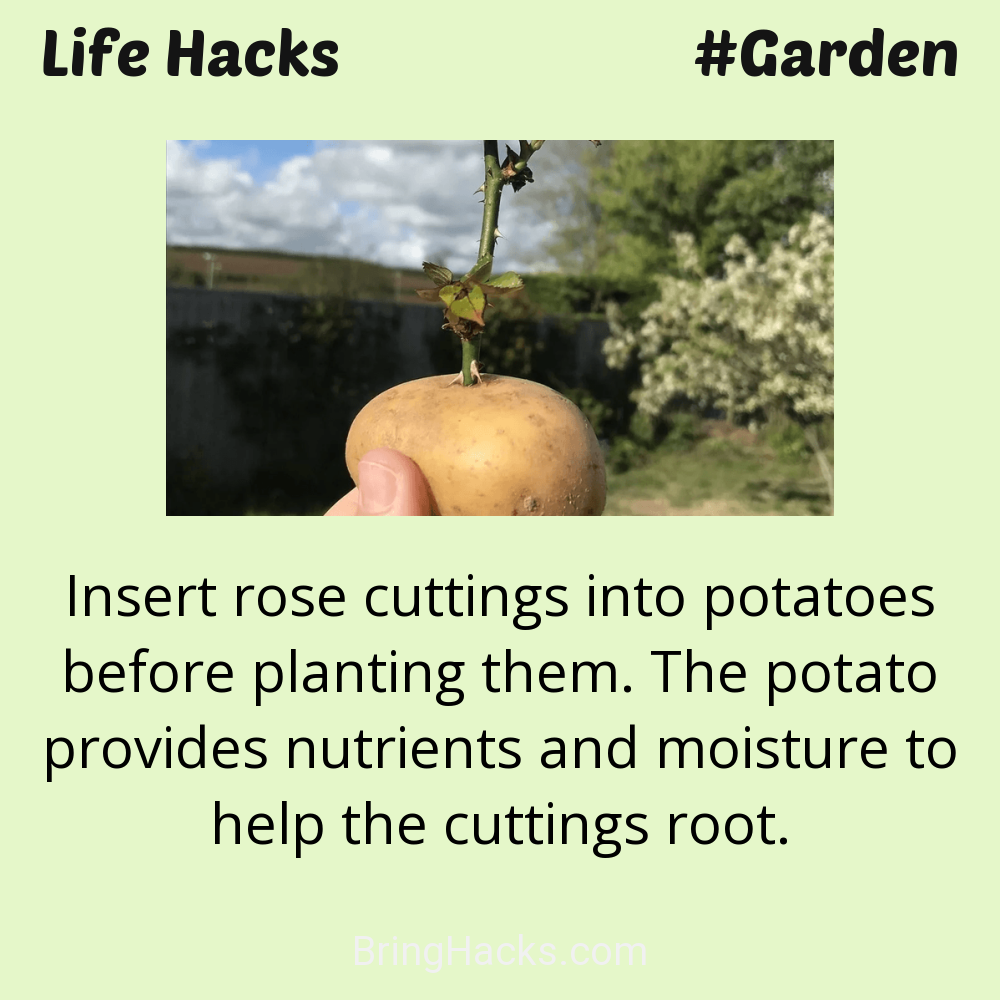 Life Hacks
#Garden
Insert rose cuttings into potatoes
before planting them. The potato
provides nutrients and moisture to
help the cuttings root.
BringHacks.com